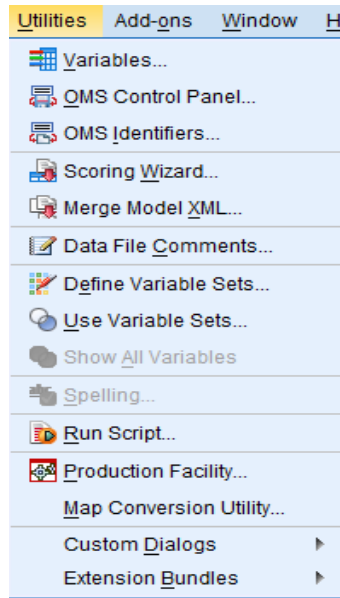 Utilities Add-ons Window H
Variables...
OMS Control Panel...
OMS Identifiers...
Scoring Wizard...
Merge Model XML...
Data File Comments...
Define Variable Sets...
Use Variable Sets...
Show All Variables
Spelling...
Run Script...
Production Facility...
Map Conversion Utility...
Custom Dialogs
Extension Bundles